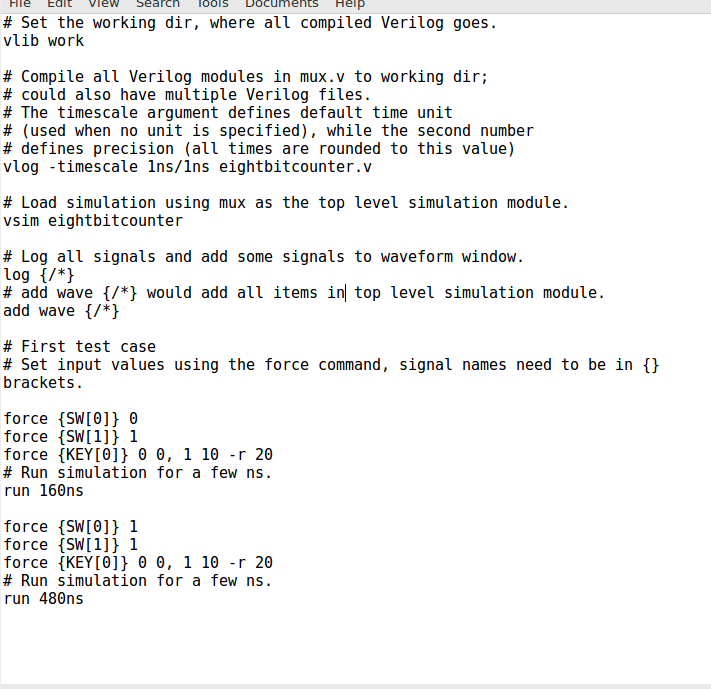 File Edit View Search Tools Documents Help
# Set the working dir, where all compiled Verilog goes.
vlib work
# Compile all Verilog modules in mux.v to working dir;
# could also have multiple Verilog files.
# The timescale argument defines default time unit
# (used when no unit is specified), while the second number
# defines precision (all times are rounded to this value)
vlog -timescale 1ns/1ns eightbitcounter.v
# Load simulation using mux as the top level simulation module.
vsim eightbitcounter
# Log all signals and add some signals to waveform window.
log {/*}
# add wave {/*} would add all items in top level simulation module.
add wave {/*}
# First test case
# Set input values using the force command, signal names need to be in {}
brackets.
force {SW[0]} 0
force {SW[1]} 1
force {KEY[0]} 0 0, 1 10 -r 20
# Run simulation for a few ns.
run 160ns
force {SW[0]} 1
force {SW[1]} 1
force {KEY[0]} 0 0, 1 10 -r 20
# Run simulation for a few ns.
run 480ns